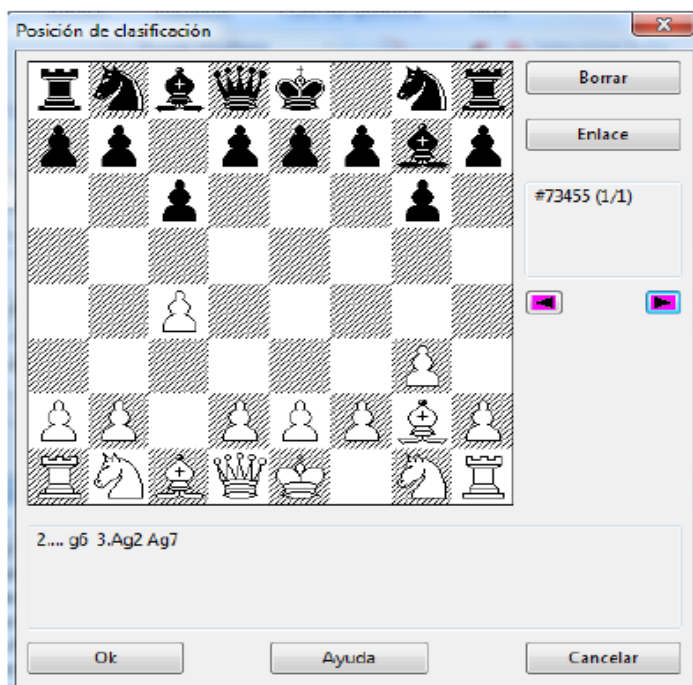 Posición de clasificación
Borrar
Enlace
#73455 (1/1)
2.... g6 3.Ag2 Ag7
Ok
Ayuda
Cancelar